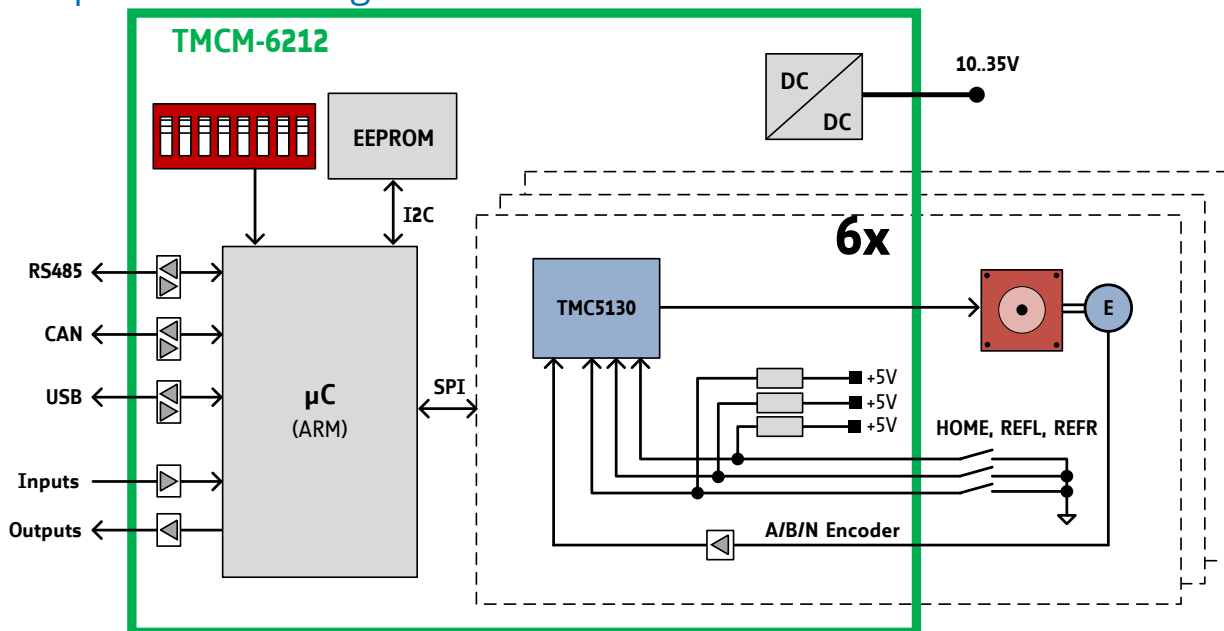 TMCM-6212
DC
DC
10..35V
EEPROM
I2C
6x
RS485
CAN
USB
Inputs
Outputs
µC
(ARM)
SPI
TMC5130
E
+5V
+5V
+5V
HOME, REFL, REFR
A/B/N Encoder